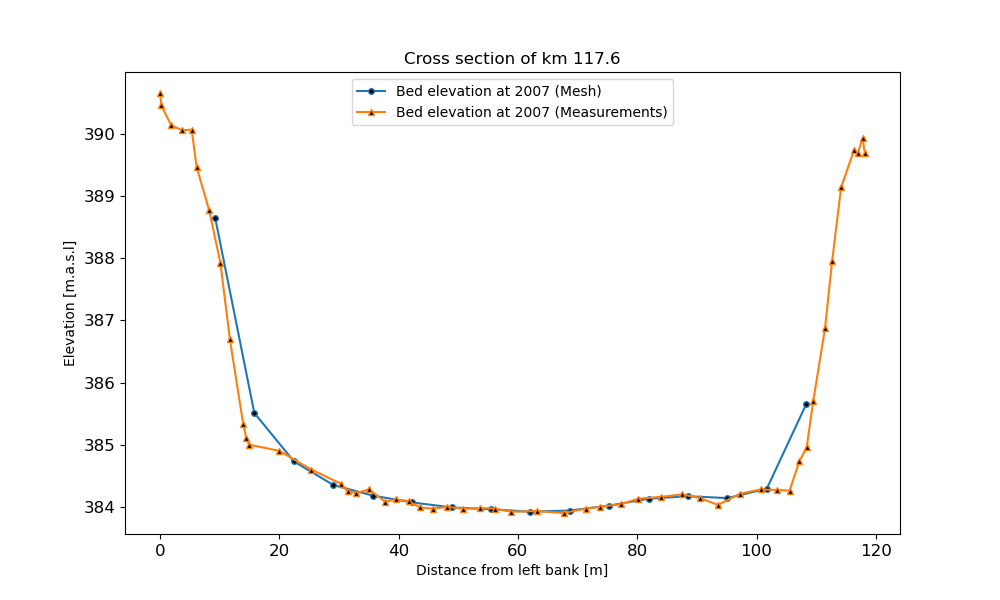 Cross section of km 117.6
Bed elevation at 2007 (Mesh)
Bed elevation at 2007 (Measurements)
Elevation [m.a.s.l]
390
389
388
387
386
385
384
0 20 40 60 80 100 120
Distance from left bank [m]